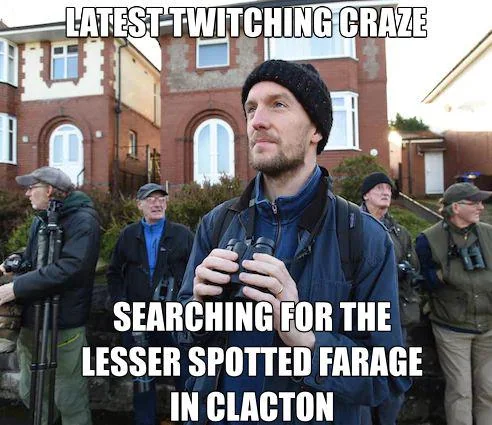 LATEST TWITCHING CRAZE
SEARCHING FOR THE
LESSER SPOTTED FARAGE
IN CLACTON